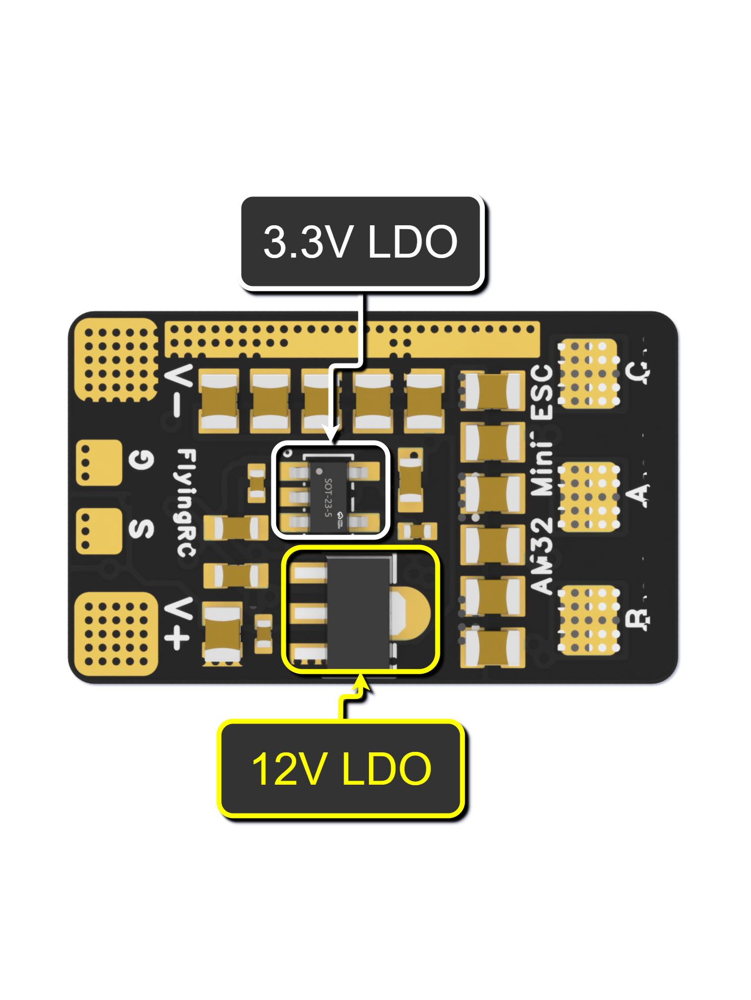 3.3V LDO
V-
G
S
V+
FlyingRC
SOT-23-5
AM32 Mini ESC
C
A
B
12V LDO